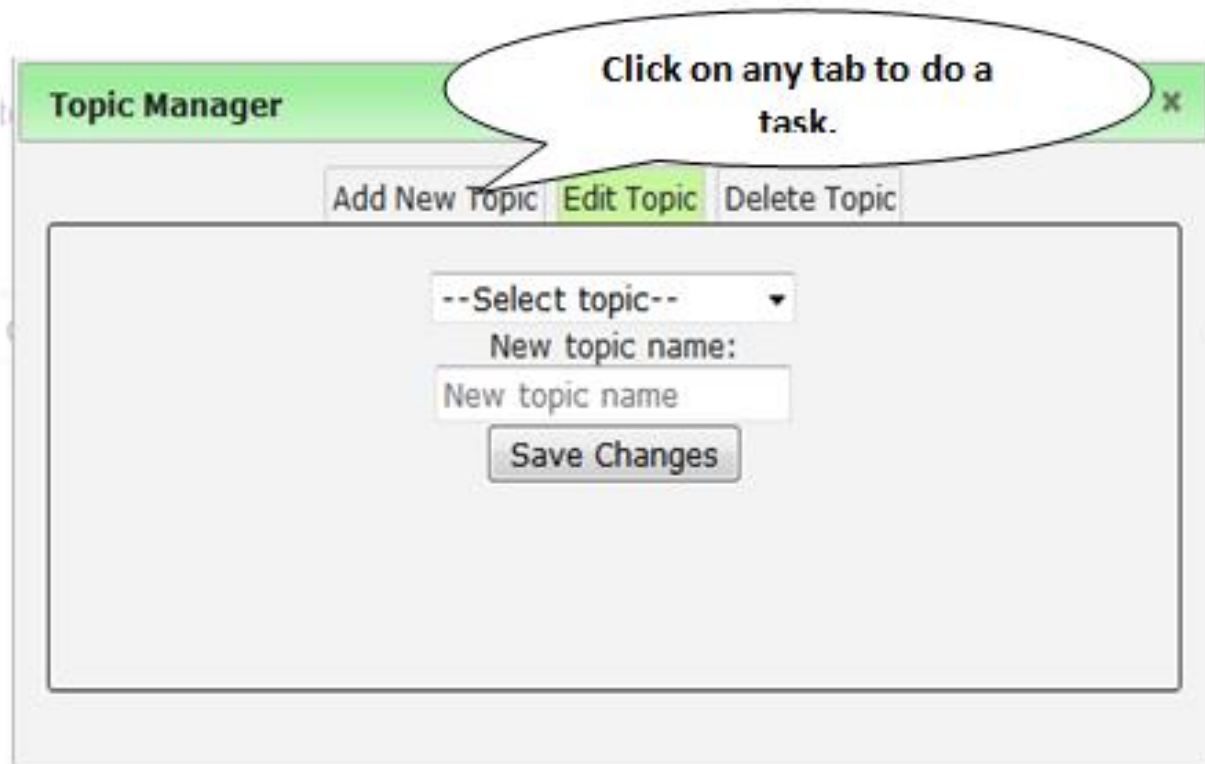 Click on any tab to do a
task.
Topic Manager
Add New Topic Edit Topic Delete Topic
--Select topic--
New topic name:
New topic name
Save Changes